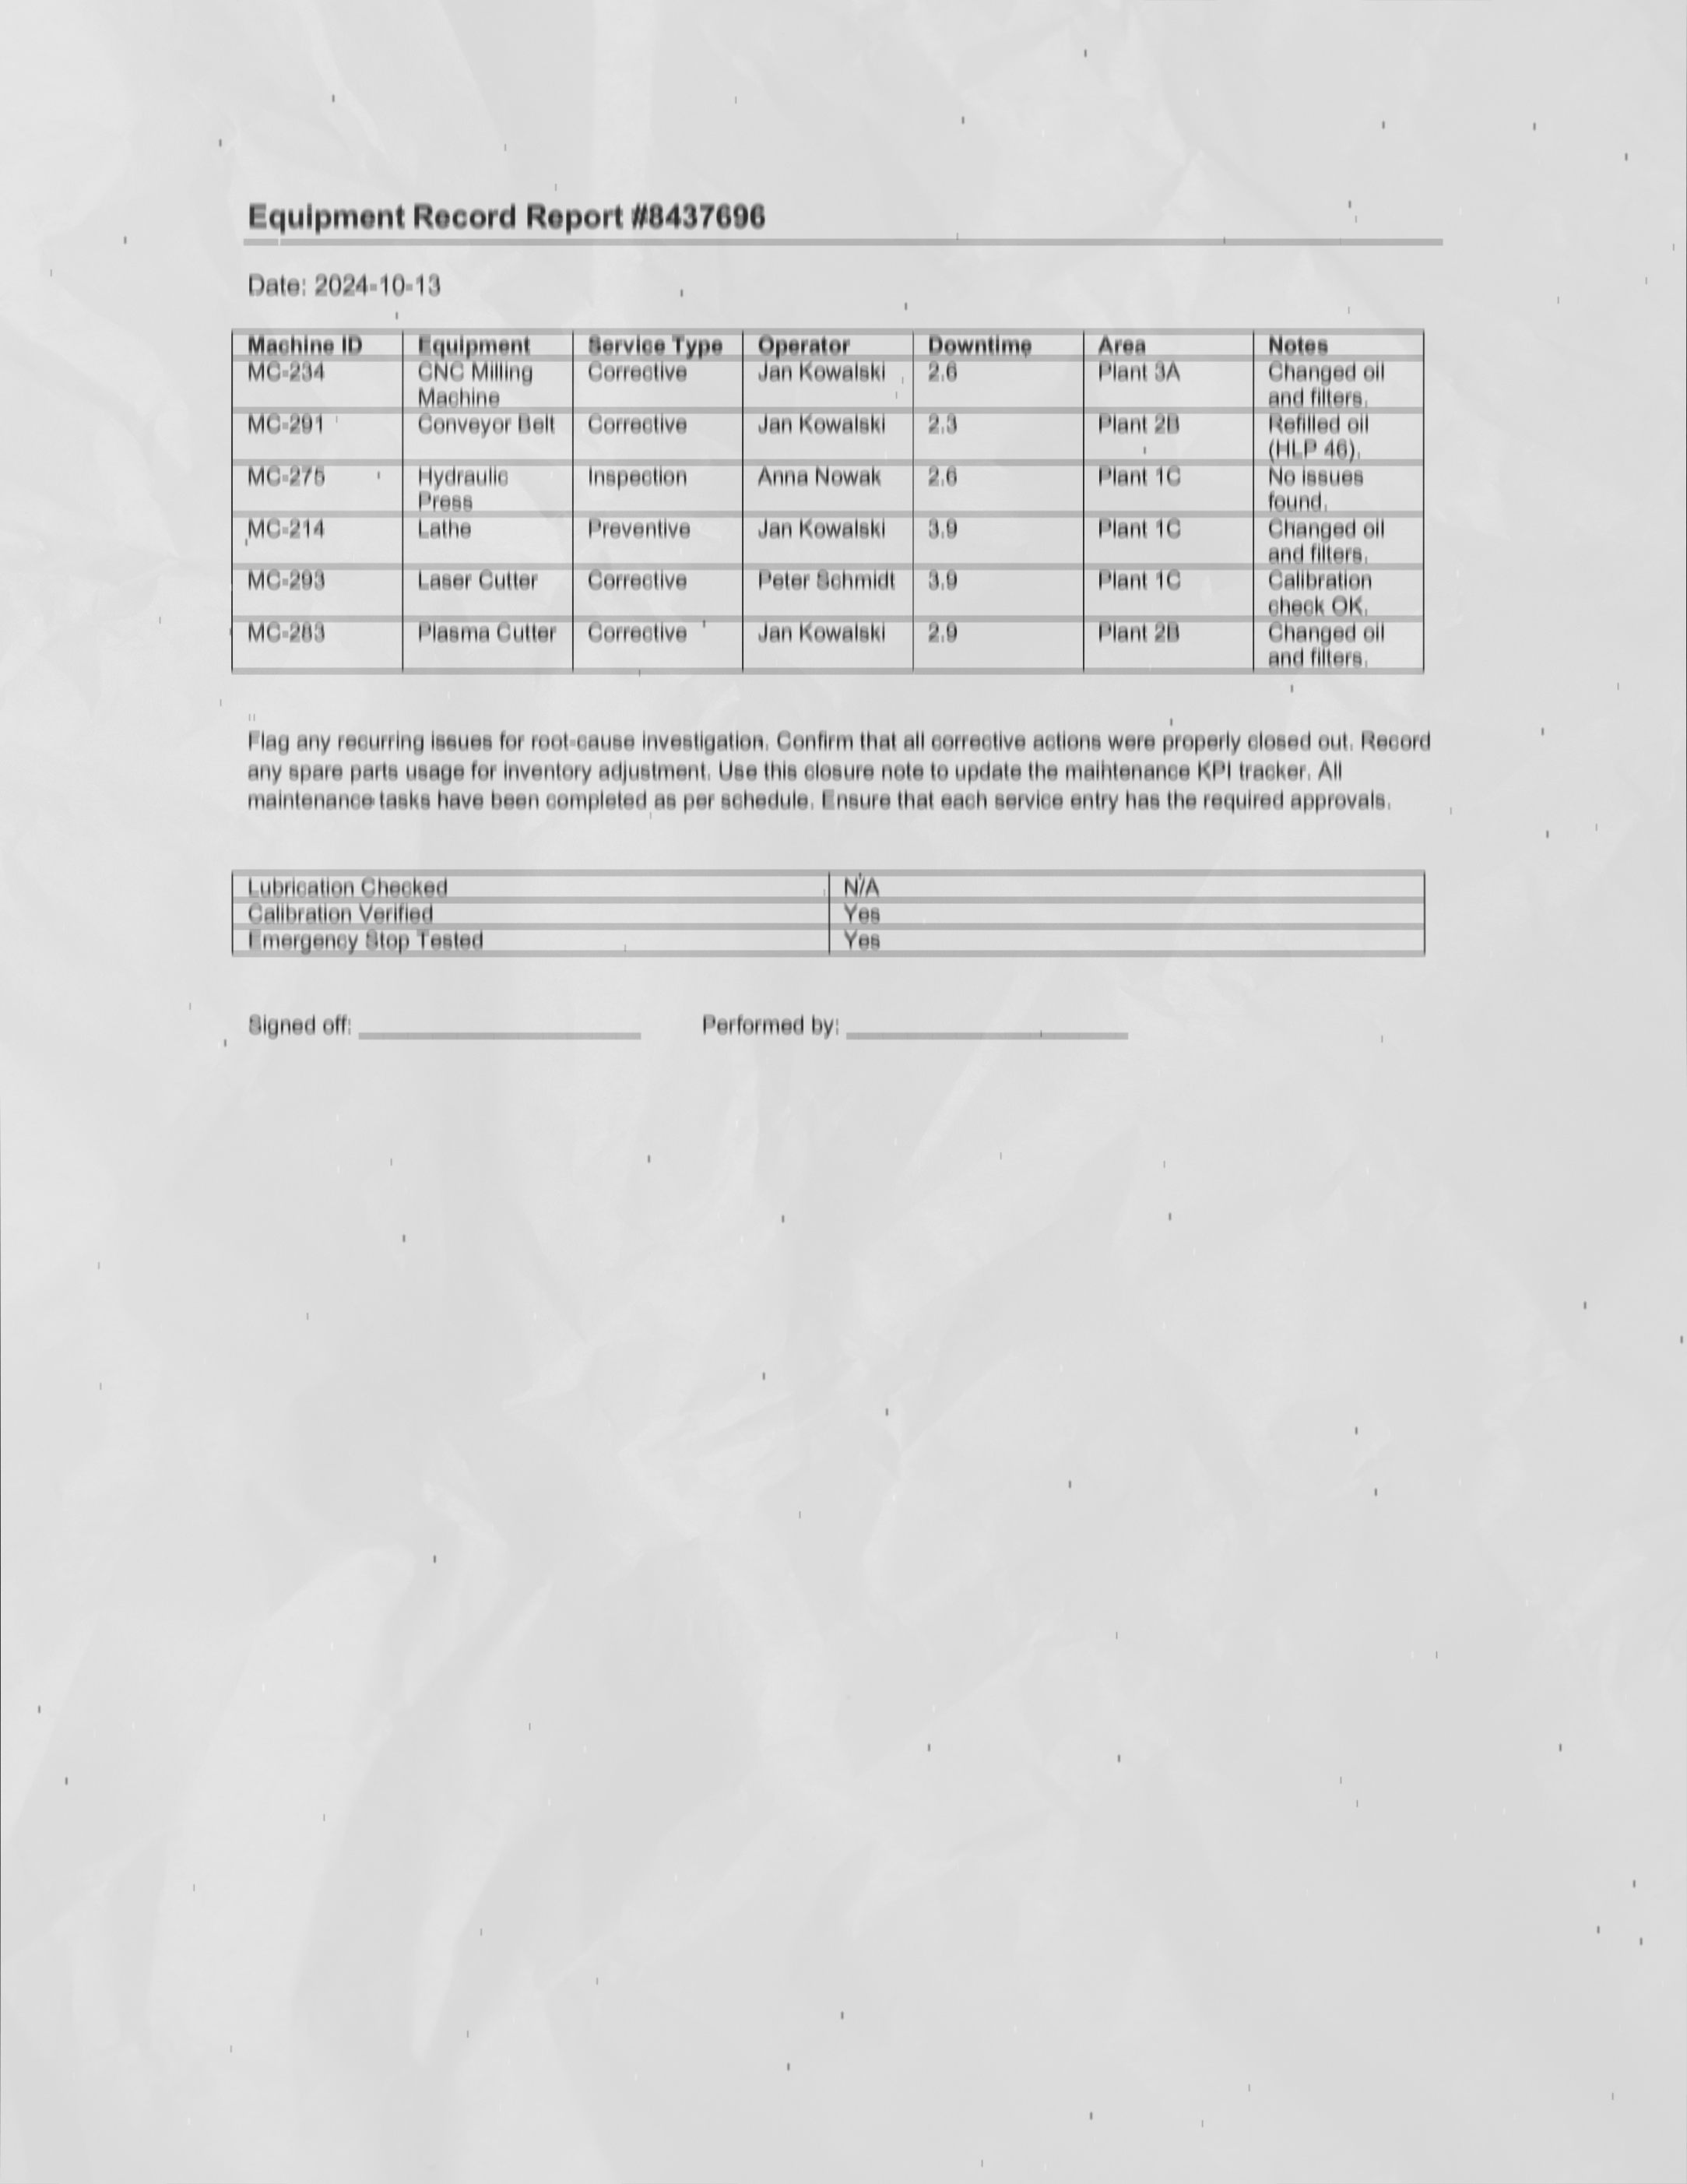 Equipment Record Report #8437696
Date: 2024-10-13
Machine ID Equipment Service Type Operator Downtime Area Notes
MC-234 CNC Milling Machine Corrective Jan Kowalski 2.6 Plant 3A Changed oil and filters.
MC-291 Conveyor Belt Corrective Jan Kowalski 2.3 Plant 2B Refilled oil (HLP 46).
MC-275 Hydraulic Press Inspection Anna Nowak 2.6 Plant 1C No issues found.
MC-214 Lathe Preventive Jan Kowalski 3.9 Plant 1C Changed oil and filters.
MC-293 Laser Cutter Corrective Peter Schmidt 3.9 Plant 1C Calibration check OK.
MC-283 Plasma Cutter Corrective Jan Kowalski 2.9 Plant 2B Changed oil and filters.
Flag any recurring issues for root-cause investigation. Confirm that all corrective actions were properly closed out. Record
any spare parts usage for inventory adjustment. Use this closure note to update the maintenance KPI tracker. All
maintenance tasks have been completed as per schedule. Ensure that each service entry has the required approvals.
Lubrication Checked N/A
Calibration Verified Yes
Emergency Stop Tested Yes
Signed off: Performed by: